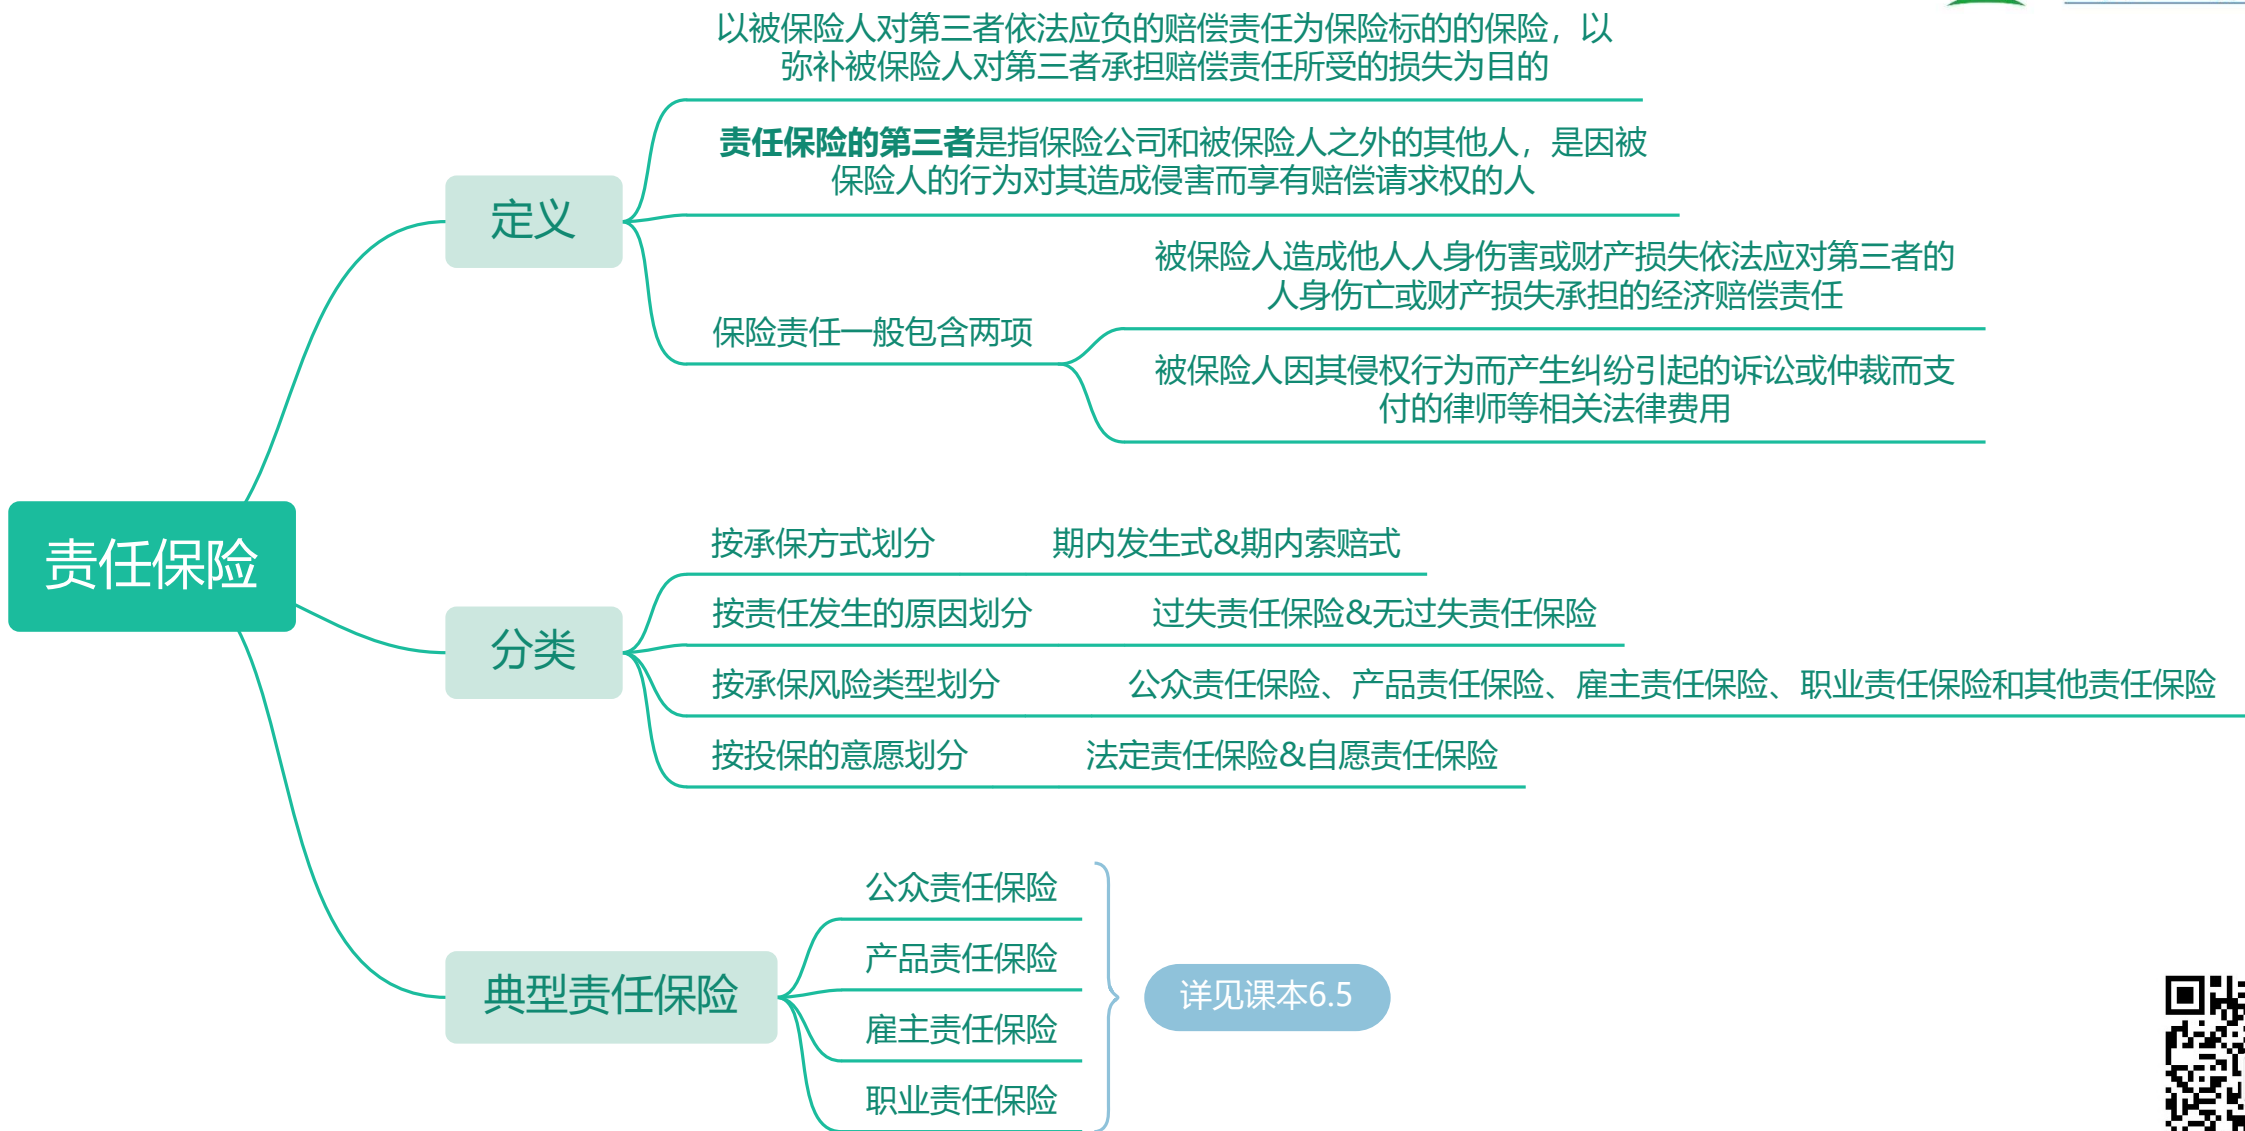 以被保险人对第三者依法应负的赔偿责任为保险标的的保险，以
弥补被保险人对第三者承担赔偿责任所受的损失为目的
责任保险的第三者是指保险公司和被保险人之外的其他人，是因被
保险人的行为对其造成侵害而享有赔偿请求权的人
定义
被保险人造成他人人身伤害或财产损失依法应对第三者的
人身伤亡或财产损失承担的经济赔偿责任
保险责任一般包含两项
被保险人因其侵权行为而产生纠纷引起的诉讼或仲裁而支
付的律师等相关法律费用
责任保险
按承保方式划分 期内发生式&期内索赔式
按责任发生的原因划分 过失责任保险&无过失责任保险
分类
按承保风险类型划分 公众责任保险、产品责任保险、雇主责任保险、职业责任保险和其他责任保险
按投保的意愿划分 法定责任保险&自愿责任保险
公众责任保险
产品责任保险
典型责任保险
详见课本6.5
雇主责任保险
职业责任保险